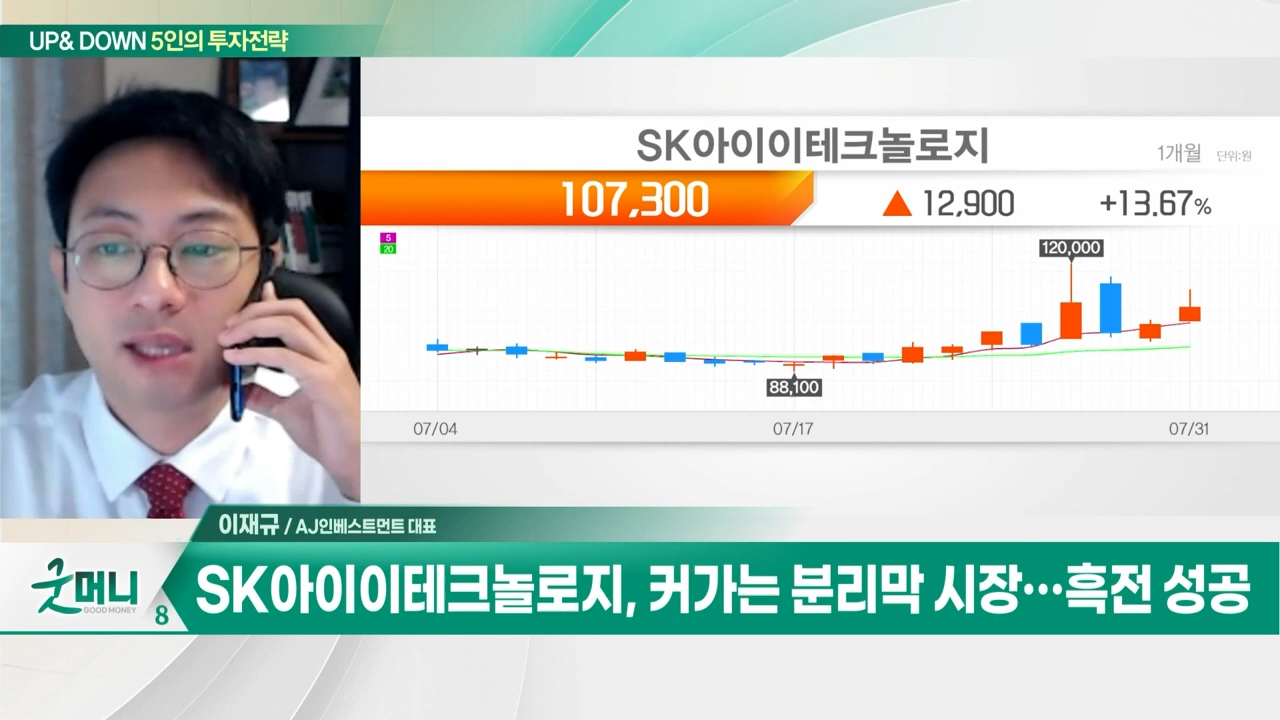 UP& DOWN 5인의 투자전략
SK아이이테크놀로지
1개월 단위:원
107,300 ▲ 12,900 +13.67%
5
20
120,000
88,100
07/04 07/17 07/31
이재규 / AJ인베스트먼트 대표
굿머니
GOOD MONEY
8
SK아이이테크놀로지, 커가는 분리막 시장…흑전 성공